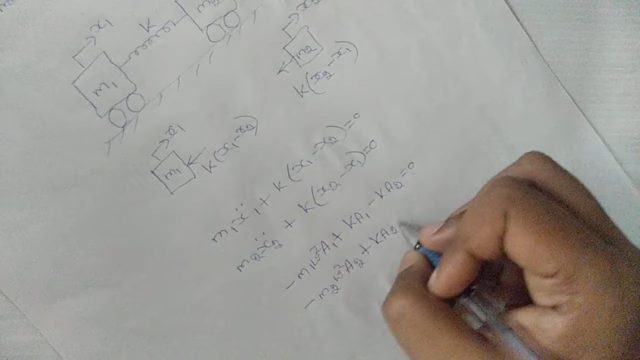 x₁
K
m₂
m₁
x₂
m₂
K(x₂-x₁)
x₁
m₁
K(x₁-x₂)
m₁ẍ₁ + K(x₁-x₂)=0
m₂ẍ₂ + K(x₂-x₁)=0
-m₁ω²A₁ + KA₁ - KA₂=0
-m₂ω²A₂ + KA₂